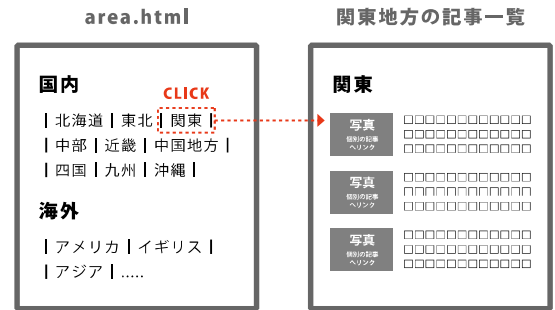 area.html
関東地方の記事一覧
国内
CLICK
| 北海道 | 東北 | 関東 |
| 中部 | 近畿 | 中国地方 |
| 四国 | 九州 | 沖縄 |
海外
| アメリカ | イギリス |
| アジア | .....
関東
写真
個別の記事
へリンク
□□□□□□□□□□□□
□□□□□□□□□□□□
□□□□□□□□□□□□
写真
個別の記事
へリンク
□□□□□□□□□□□□
□□□□□□□□□□□□
□□□□□□□□□□□□
写真
個別の記事
へリンク
□□□□□□□□□□□□
□□□□□□□□□□□□
□□□□□□□□□□□□